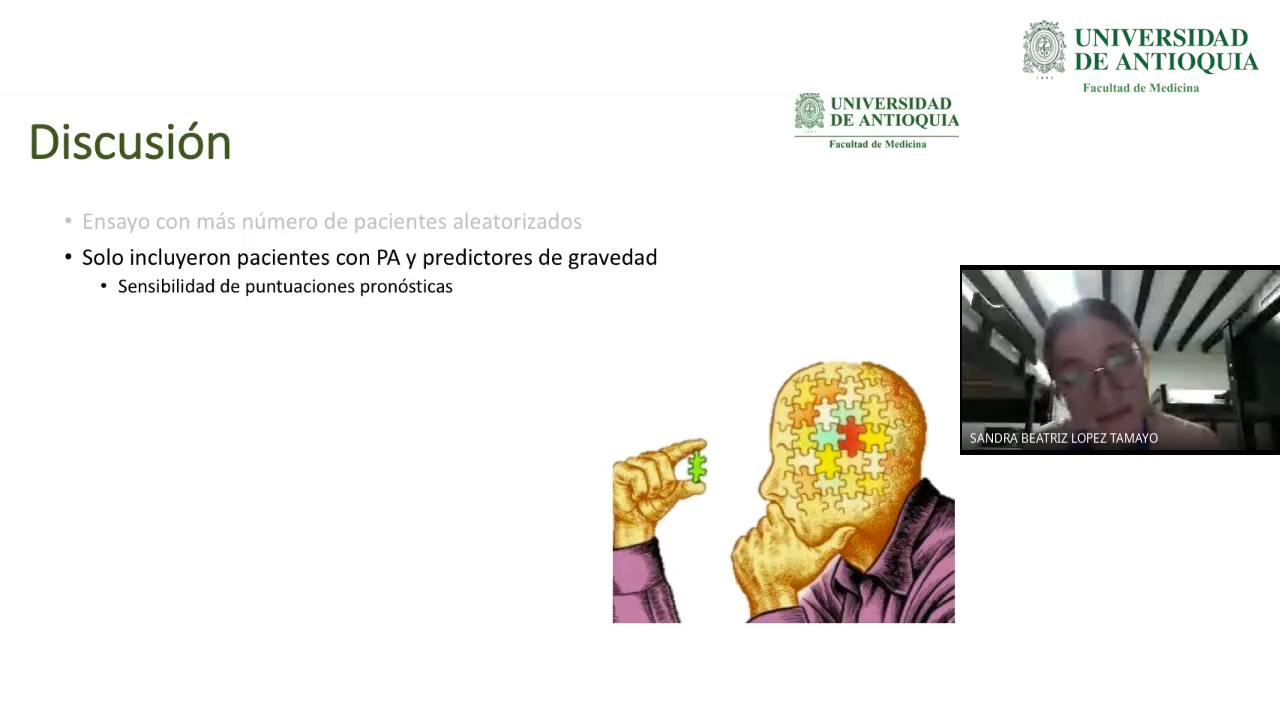 UNIVERSIDAD
DE ANTIOQUIA
Facultad de Medicina
UNIVERSIDAD
DE ANTIOQUIA
Facultad de Medicina
Discusión
• Ensayo con más número de pacientes aleatorizados
• Solo incluyeron pacientes con PA y predictores de gravedad
• Sensibilidad de puntuaciones pronósticas
SANDRA BEATRIZ LOPEZ TAMAYO